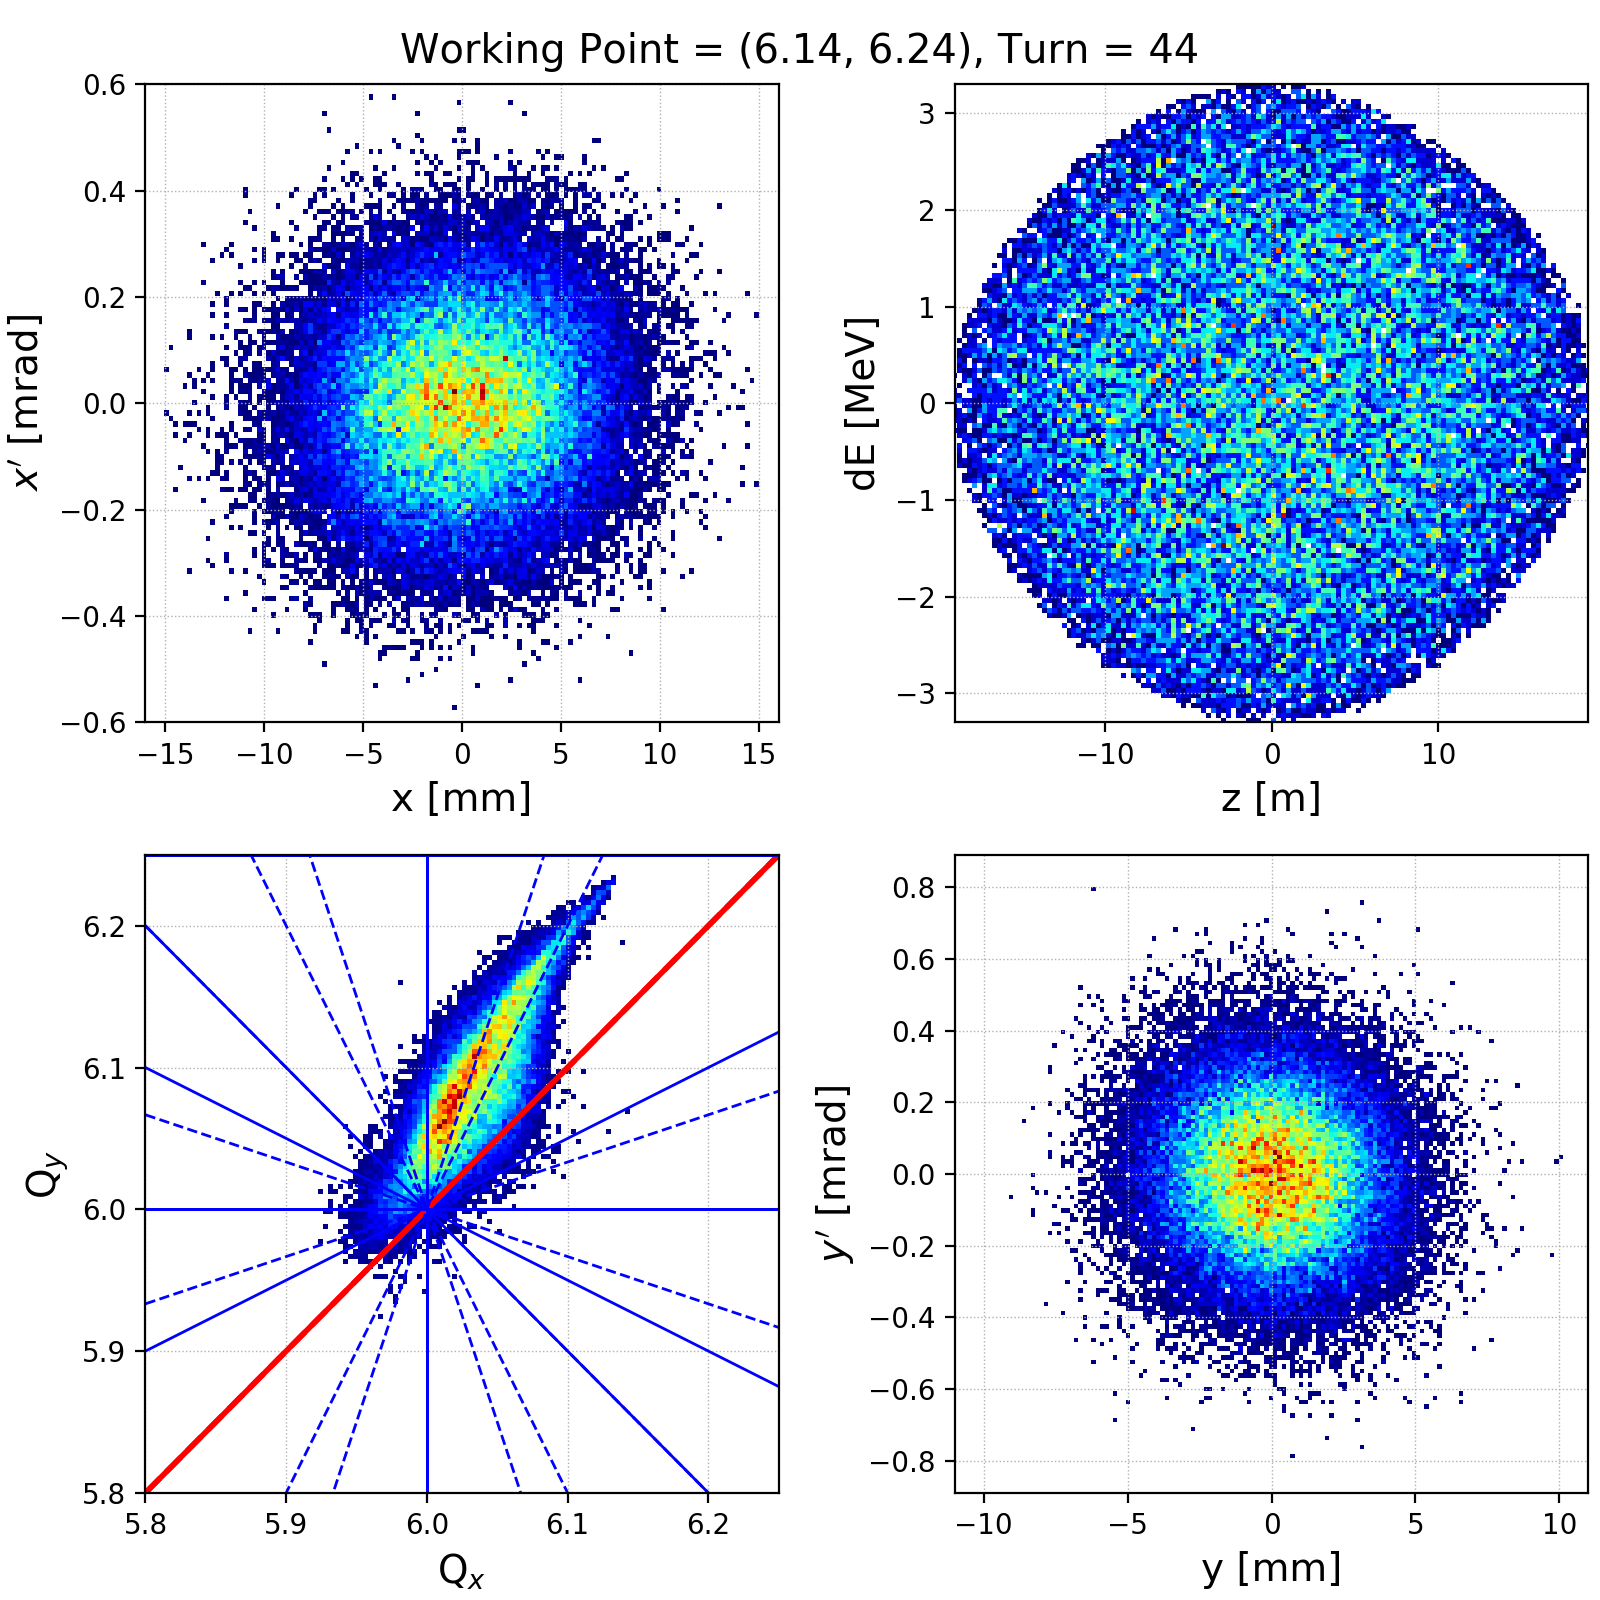 Working Point = (6.14, 6.24), Turn = 44
0.6
0.4
0.2
0.0
−0.2
−0.4
−0.6
x′ [mrad]
−15 −10 −5 0 5 10 15
x [mm]
3
2
1
0
−1
−2
−3
dE [MeV]
−10 0 10
z [m]
6.2
6.1
6.0
5.9
5.8
Qy
5.8 5.9 6.0 6.1 6.2
Qx
0.8
0.6
0.4
0.2
0.0
−0.2
−0.4
−0.6
−0.8
y′ [mrad]
−10 −5 0 5 10
y [mm]